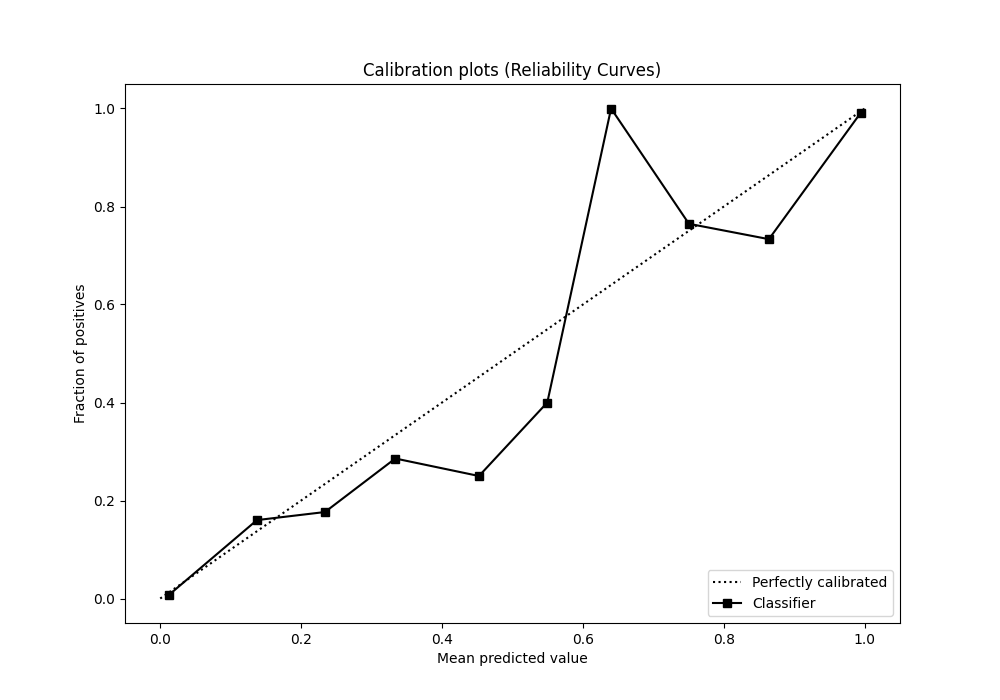 Calibration plots (Reliability Curves)
1.0
0.8
0.6
0.4
0.2
0.0
Fraction of positives
0.0 0.2 0.4 0.6 0.8 1.0
Mean predicted value
Perfectly calibrated
Classifier